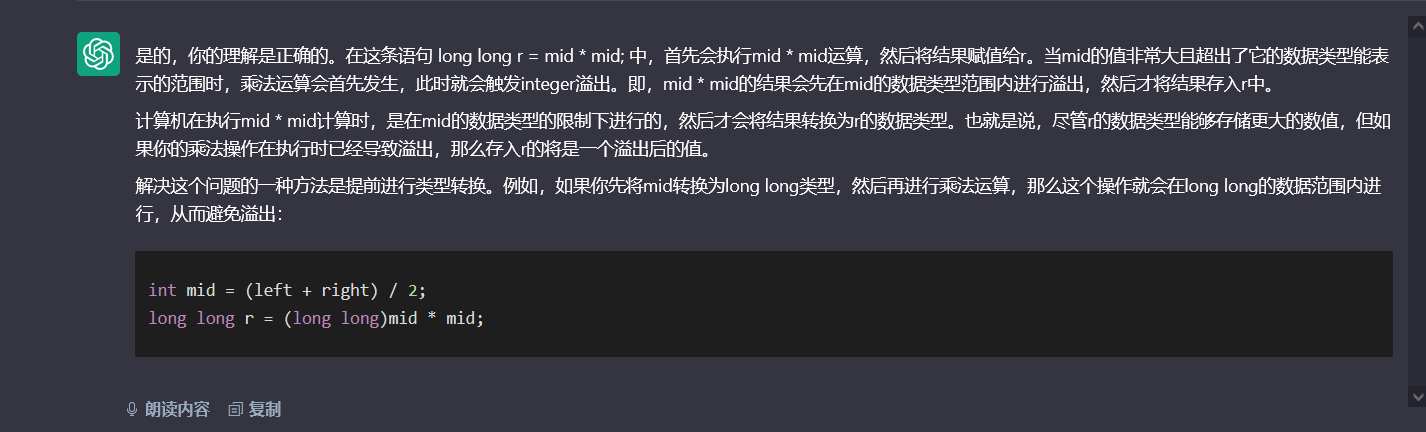 是的，你的理解是正确的。在这条语句 long long r = mid * mid; 中，首先会执行mid * mid运算，然后将结果赋值给r。当mid的值非常大且超出了它的数据类型能表
示的范围时，乘法运算会首先发生，此时就会触发integer溢出。即，mid * mid的结果会先在mid的数据类型范围内进行溢出，然后才将结果存入r中。
计算机在执行mid * mid计算时，是在mid的数据类型的限制下进行的，然后才会将结果转换为r的数据类型。也就是说，尽管r的数据类型能够存储更大的数值，但如
果你的乘法操作在执行时已经导致溢出，那么存入r的将是一个溢出后的值。
解决这个问题的一种方法是提前进行类型转换。例如，如果你先将mid转换为long long类型，然后再进行乘法运算，那么这个操作就会在long long的数据范围内进
行，从而避免溢出：
int mid = (left + right) / 2;
long long r = (long long)mid * mid;
朗读内容 复制